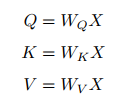 Q = W_Q X
K = W_K X
V = W_V X